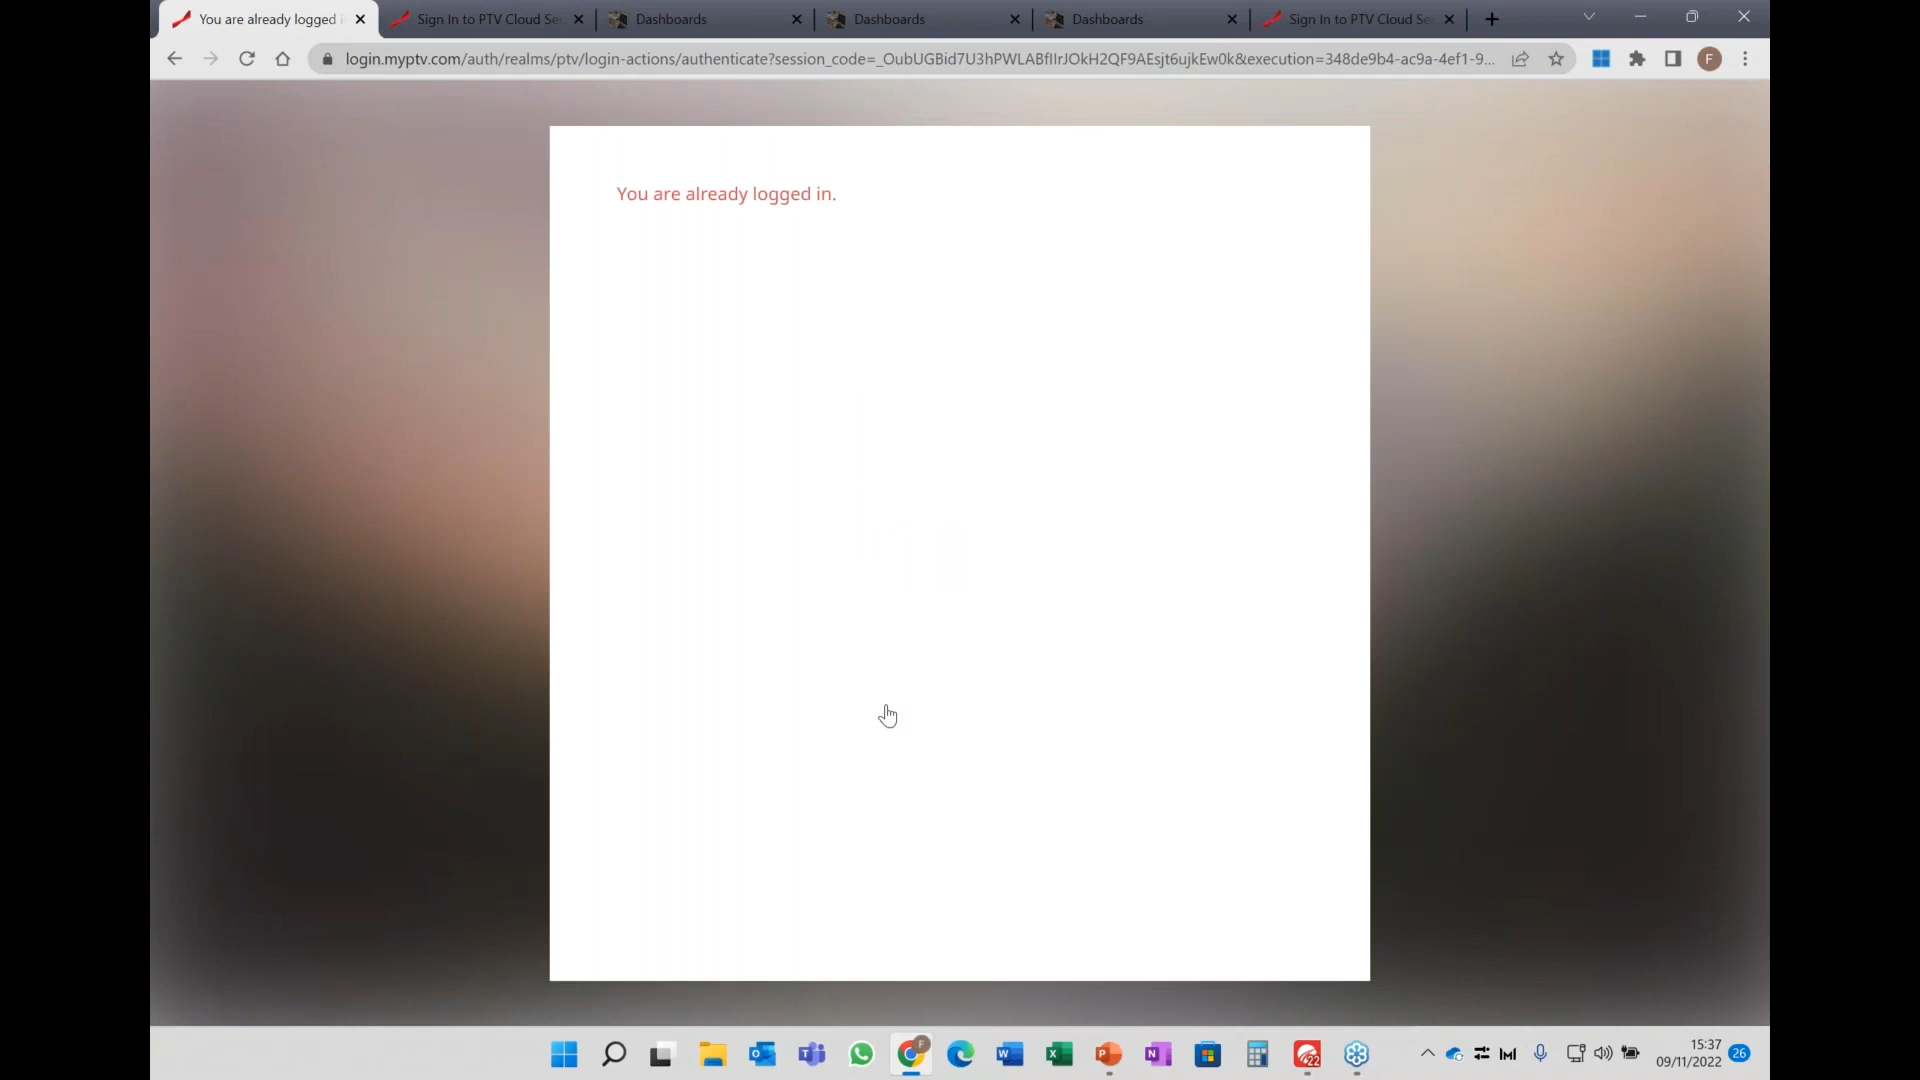 You are already logged i
Sign In to PTV Cloud Se
Dashboards
Dashboards
Dashboards
Sign In to PTV Cloud Se
login.myptv.com/auth/realms/ptv/login-actions/authenticate?session_code=_OubUGBid7U3hPWLABfIIrJOkH2QF9AEsjt6ujkEw0k&execution=348de9b4-ac9a-4ef1-9...
F
You are already logged in.
F
22
15:37
09/11/2022
26